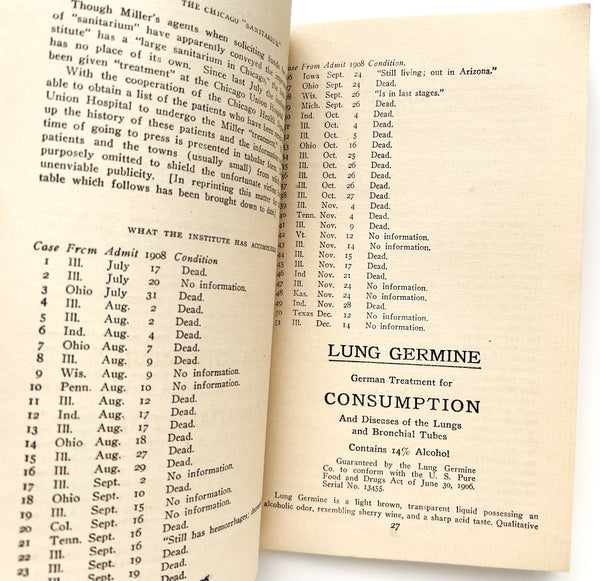 THE CHICAGO "SANITARIUM"
Though Miller's agents when soliciting
of "sanitarium" have apparently conveyed the
stitute" has a "large sanitarium in Chicago," the
has no place of its own. Since last July the
been given "treatment" at the Chicago Union
With the cooperation of the Chicago Health
able to obtain a list of the patients who have been
Union Hospital to undergo the Miller "treatment,"
up the history of these patients and the information
time of going to press is presented in tabular form.
patients and the towns (usually small) from
purposely omitted to shield the unfortunate victims
unenviable publicity. [In reprinting this matter
table which follows has been brought down to date]
WHAT THE INSTITUTE HAS ACCOMPLISHED
Case From Admit 1908 Condition
1 Ill. July 17 Dead.
2 Ill. July 20 No information.
3 Ohio July 31 Dead.
4 Ill. Aug. 2 Dead.
5 Ill. Aug. 2 Dead.
6 Ind. Aug. 4 Dead.
7 Ohio Aug. 7 Dead.
8 Ill. Aug. 9 Dead.
9 Wis. Aug. 9 No information.
10 Penn. Aug. 10 No information.
11 Ill. Aug. 12 Dead.
12 Ind. Aug. 17 Dead.
13 Ill. Aug. 17 Dead.
14 Ohio Aug. 18 Dead.
15 Ill. Aug. 27 Dead.
16 Ill. Aug. 29 No information.
17 Ill. Sept. 2 Dead.
18 Ohio Sept. 10 No information.
19 Ill. Sept. 15 No information.
20 Col. Sept. 16 Dead.
21 Tenn. Sept. 16 "Still has hemorrhages;
22 Ill. Sept. 16 Dead.
23 Ill. Sept. 16 Dead.
Sept. 19 Dead.
Case From Admit 1908 Condition.
Iowa Sept. 24 "Still living; out in Arizona."
Ohio Sept. 24 Dead.
Wis. Sept. 26 "Is in last stages."
Mich. Sept. 26 Dead.
Ind. Oct. 4 Dead.
Ill. Oct. 4 Dead.
Ill. Oct. 5 Dead.
Ohio Oct. 16 Dead.
Ill. Oct. 25 Dead.
Ill. Oct. 26 Dead.
Ill. Oct. 26 Dead.
Ill. Oct. 27 Dead.
Ill. Nov. 4 Dead.
Tenn. Nov. 4 Dead.
Ill. Nov. 9 Dead.
Vt. Nov. 12 No information.
Ill. Nov. 14 No information.
Ill. Nov. 15 Dead.
Ill. Nov. 17 Dead.
Ind Nov. 21 Dead.
Ill. Nov. 24 No information.
Kas. Nov. 24 No information.
Ind. Nov. 28 Dead.
Texas Dec. 12 No information.
51 Ill. Dec. 14 No information.
LUNG GERMINE
German Treatment for
CONSUMPTION
And Diseases of the Lungs
and Bronchial Tubes
Contains 14% Alcohol
Guaranteed by the Lung Germine
Co. to conform with the U. S. Pure
Food and Drugs Act of June 30, 1906.
Serial No. 13455.
Lung Germine is a light brown, transparent liquid possessing an
alcoholic odor, resembling sherry wine, and a sharp acid taste. Qualitative
27